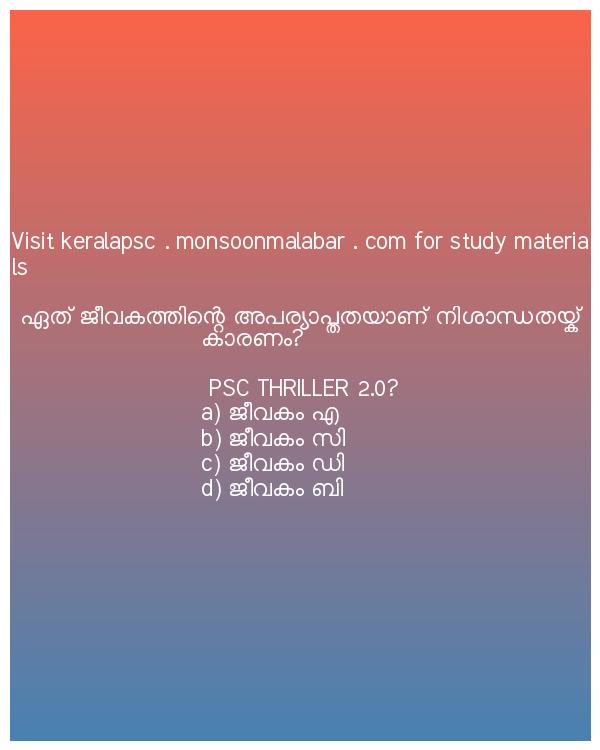 Visit keralapsc . monsoonmalabar . com for study materia
ls
ഏത് ജീവകത്തിന്റെ അപര്യാപ്തതയാണ് നിശാന്ധതയ്ക്ക്
കാരണം?
PSC THRILLER 2.0?
a) ജീവകം എ
b) ജീവകം സി
c) ജീവകം ഡി
d) ജീവകം ബി